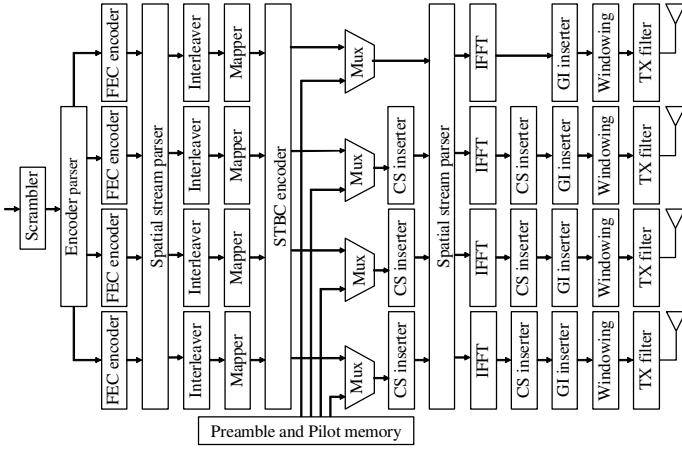 Scrambler
Encoder parser
FEC encoder
FEC encoder
FEC encoder
FEC encoder
Spatial stream parser
Interleaver
Interleaver
Interleaver
Interleaver
Mapper
Mapper
Mapper
Mapper
STBC encoder
Mux
Mux
Mux
Mux
CS inserter
CS inserter
CS inserter
Spatial stream parser
IFFT
IFFT
IFFT
IFFT
CS inserter
CS inserter
CS inserter
GI inserter
GI inserter
GI inserter
GI inserter
Windowing
Windowing
Windowing
Windowing
TX filter
TX filter
TX filter
TX filter
Preamble and Pilot memory